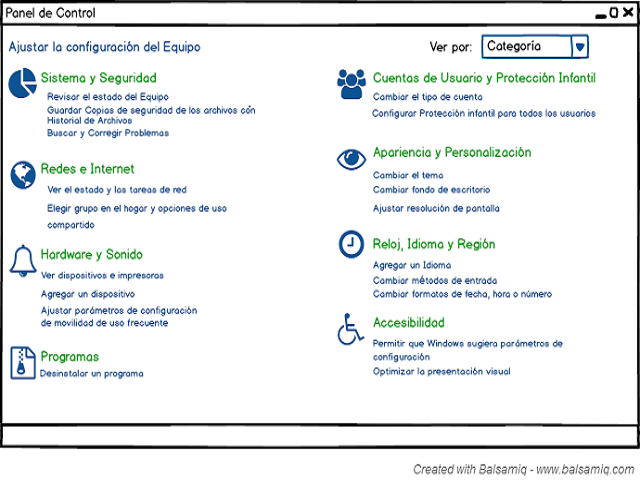 Panel de Control
Ajustar la configuración del Equipo
Ver por:
Categoría
Sistema y Seguridad
Revisar el estado del Equipo
Guardar Copias de seguridad de los archivos cón
Historial de Archivos
Buscar y Corregir Problemas
Redes e Internet
Ver el estado y las tareas de red
Elegir grupo en el hogar y opciones de uso
compartido
Hardware y Sonido
Ver dispositivos e impresoras
Agregar un dispositivo
Ajustar parámetros de configuración
de movilidad de uso frecuente
Programas
Desinstalar un programa
Cuentas de Usuario y Protección Infantil
Cambiar el tipo de cuenta
Configurar Protección infantil para todos los usuarios
Apariencia y Personalización
Cambiar el tema
Cambiar fondo de escritorio
Ajustar resolución de pantalla
Reloj, Idioma y Región
Agregar un Idioma
Cambiar métodos de entrada
Cambiar formatos de fecha, hora o número
Accesibilidad
Permitir que Windows sugiera parámetros de
configuración
Optimizar la presentación visual
Created with Balsamiq - www.balsamiq.com